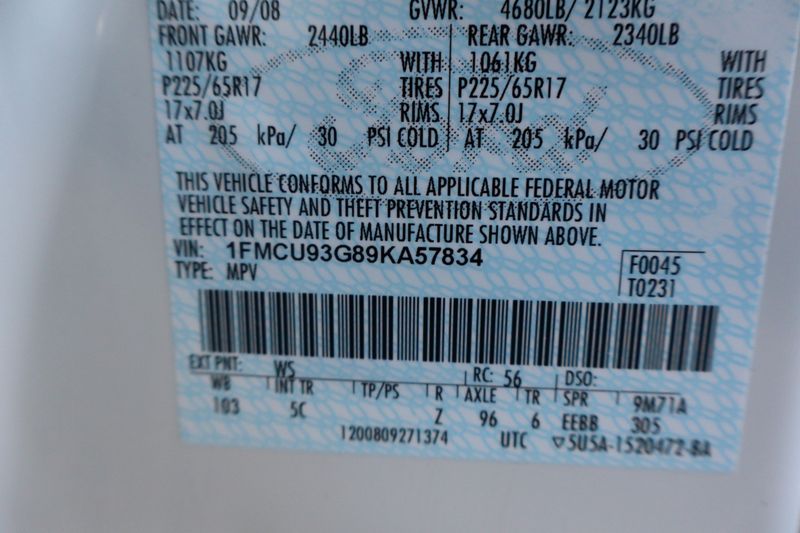 DATE: 09/08 GVWR: 4680LB/ 2123KG
FRONT GAWR: 2440LB REAR GAWR: 2340LB
1107KG WITH 1061KG WITH
P225/65R17 TIRES P225/65R17 TIRES
17x7.0J RIMS 17x7.0J RIMS
AT 205 kPa/ 30 PSI COLD AT 205 kPa/ 30 PSI COLD
THIS VEHICLE CONFORMS TO ALL APPLICABLE FEDERAL MOTOR
VEHICLE SAFETY AND THEFT PREVENTION STANDARDS IN
EFFECT ON THE DATE OF MANUFACTURE SHOWN ABOVE.
VIN: 1FMCU93G89KA57834 F0045
TYPE: MPV T0231
EXT PNT: WS RC: 56 DSO:
WB INT TR TP/PS R AXLE TR SPR 9M71A
103 5C Z 96 6 EEBB 305
1200809271374 UTC ▽5U5A-1520472-BA